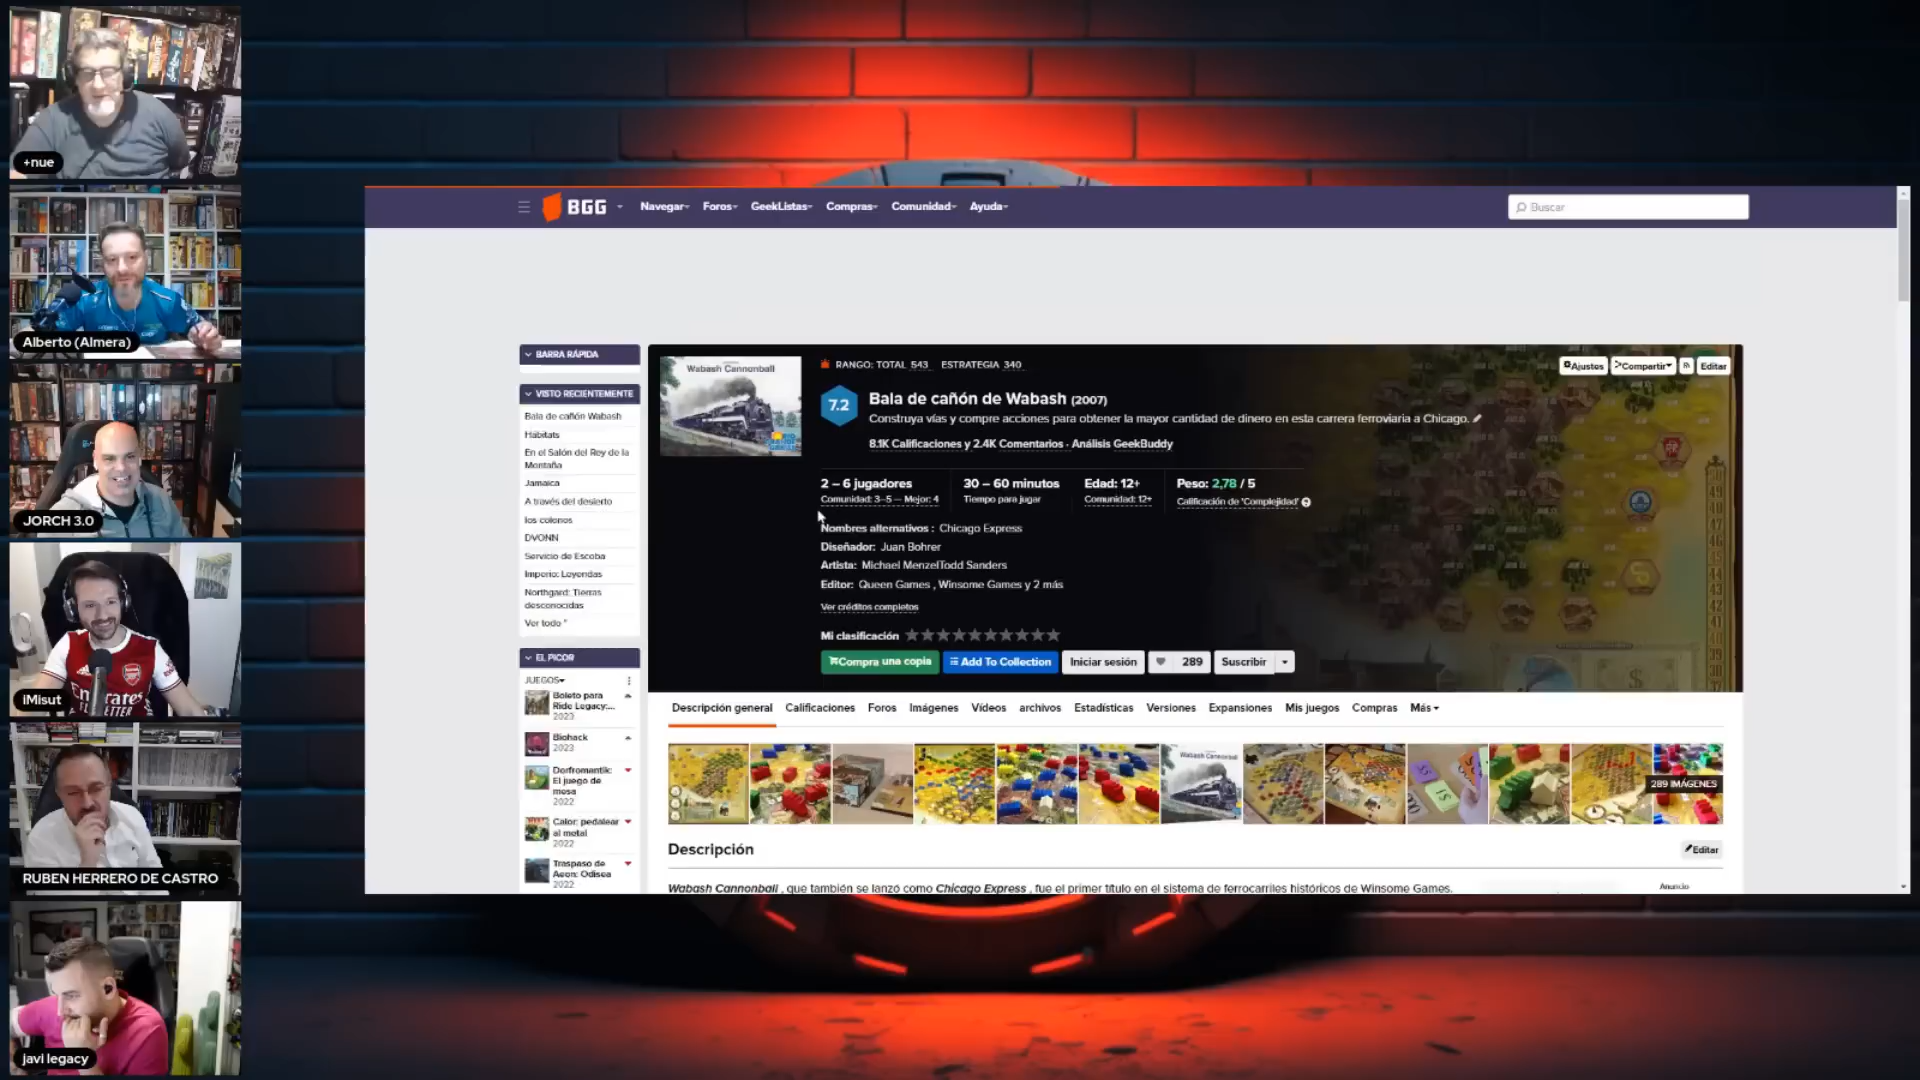 +nue
Alberto (Almera)
JORCH 3.0
iMisut
RUBEN HERRERO DE CASTRO
javi legacy
BGG
Navegar
Foros
GeekListas
Compras
Comunidad
Ayuda
Buscar
BARRA RÁPIDA
VISTO RECIENTEMENTE
Bala de cañón Wabash
Hábitats
En el Salón del Rey de la
Montaña
Jamaica
A través del desierto
los colonos
DVONN
Servicio de Escoba
Imperio: Leyendas
Northgard: Tierras
desconocidas
Ver todo "
EL PICOR
JUEGOS
Boleto para
Ride Legacy:...
2023
Biohack
2023
Dorfromantik:
El juego de
mesa
2022
Calor: pedalear
al metal
2022
Traspaso de
Aeon: Odisea
2022
Wabash Cannonball
RANGO: TOTAL 543 ESTRATEGIA 340
Ajustes
Compartir
Editar
7.2
Bala de cañón de Wabash (2007)
Construya vías y compre acciones para obtener la mayor cantidad de dinero en esta carrera ferroviaria a Chicago.
8.1K Calificaciones y 2.4K Comentarios · Análisis GeekBuddy
2 – 6 jugadores
Comunidad: 3–5 — Mejor: 4
30 – 60 minutos
Tiempo para jugar
Edad: 12+
Comunidad: 12+
Peso: 2,78 / 5
Calificación de 'Complejidad'
Nombres alternativos : Chicago Express
Diseñador: Juan Bohrer
Artista: Michael MenzelTodd Sanders
Editor: Queen Games , Winsome Games y 2 más
Ver créditos completos
Mi clasificación
Compra una copia
Add To Collection
Iniciar sesión
289
Suscribir
Descripción general
Calificaciones
Foros
Imágenes
Vídeos
archivos
Estadísticas
Versiones
Expansiones
Mis juegos
Compras
Más
Wabash Cannonball
289 IMÁGENES
Descripción
Editar
Wabash Cannonball , que también se lanzó como Chicago Express , fue el primer título en el sistema de ferrocarriles históricos de Winsome Games.
Anuncio